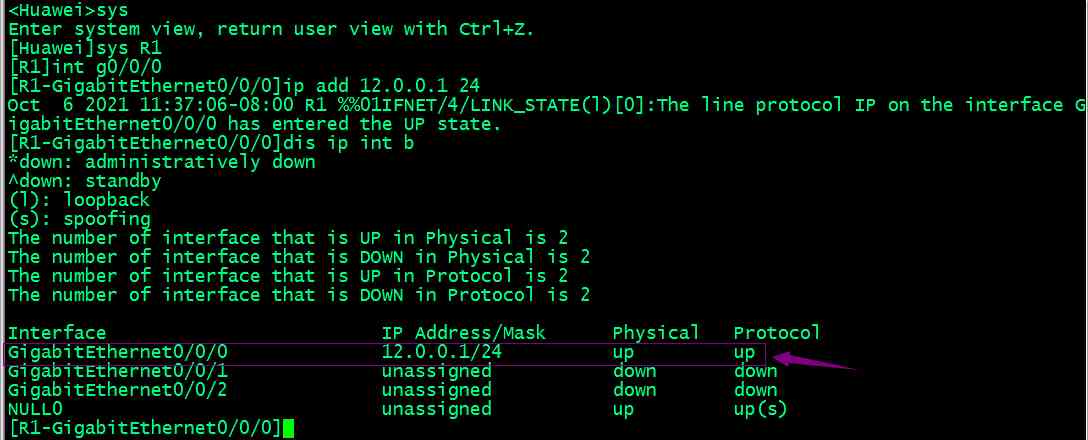 <Huawei>sys
Enter system view, return user view with Ctrl+Z.
[Huawei]sys R1
[R1]int g0/0/0
[R1-GigabitEthernet0/0/0]ip add 12.0.0.1 24
Oct  6 2021 11:37:06-08:00 R1 %%01IFNET/4/LINK_STATE(l)[0]:The line protocol IP on the interface G
igabitEthernet0/0/0 has entered the UP state.
[R1-GigabitEthernet0/0/0]dis ip int b
*down: administratively down
^down: standby
(l): loopback
(s): spoofing
The number of interface that is UP in Physical is 2
The number of interface that is DOWN in Physical is 2
The number of interface that is UP in Protocol is 2
The number of interface that is DOWN in Protocol is 2
Interface                         IP Address/Mask      Physical   Protocol
GigabitEthernet0/0/0              12.0.0.1/24          up         up
GigabitEthernet0/0/1              unassigned           down       down
GigabitEthernet0/0/2              unassigned           down       down
NULL0                             unassigned           up         up(s)
[R1-GigabitEthernet0/0/0]